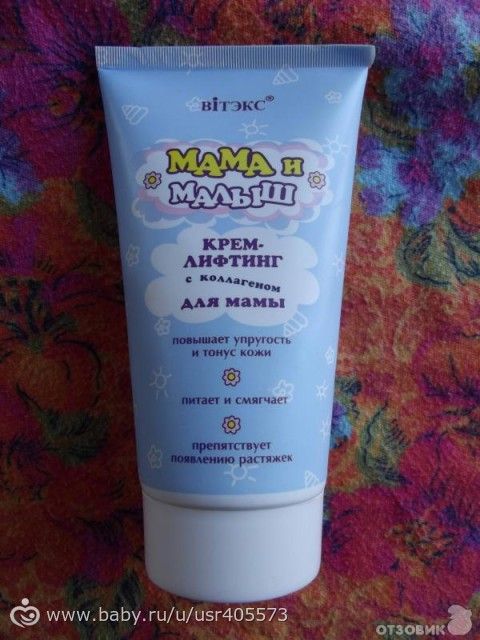 вiтэкс®
МАМА и
МАЛЫШ
КРЕМ-
ЛИФТИНГ
с коллагеном
для мамы
повышает упругость
и тонус кожи
питает и смягчает
препятствует
появлению растяжек
www.baby.ru/u/usr405573
ОТЗОВИК